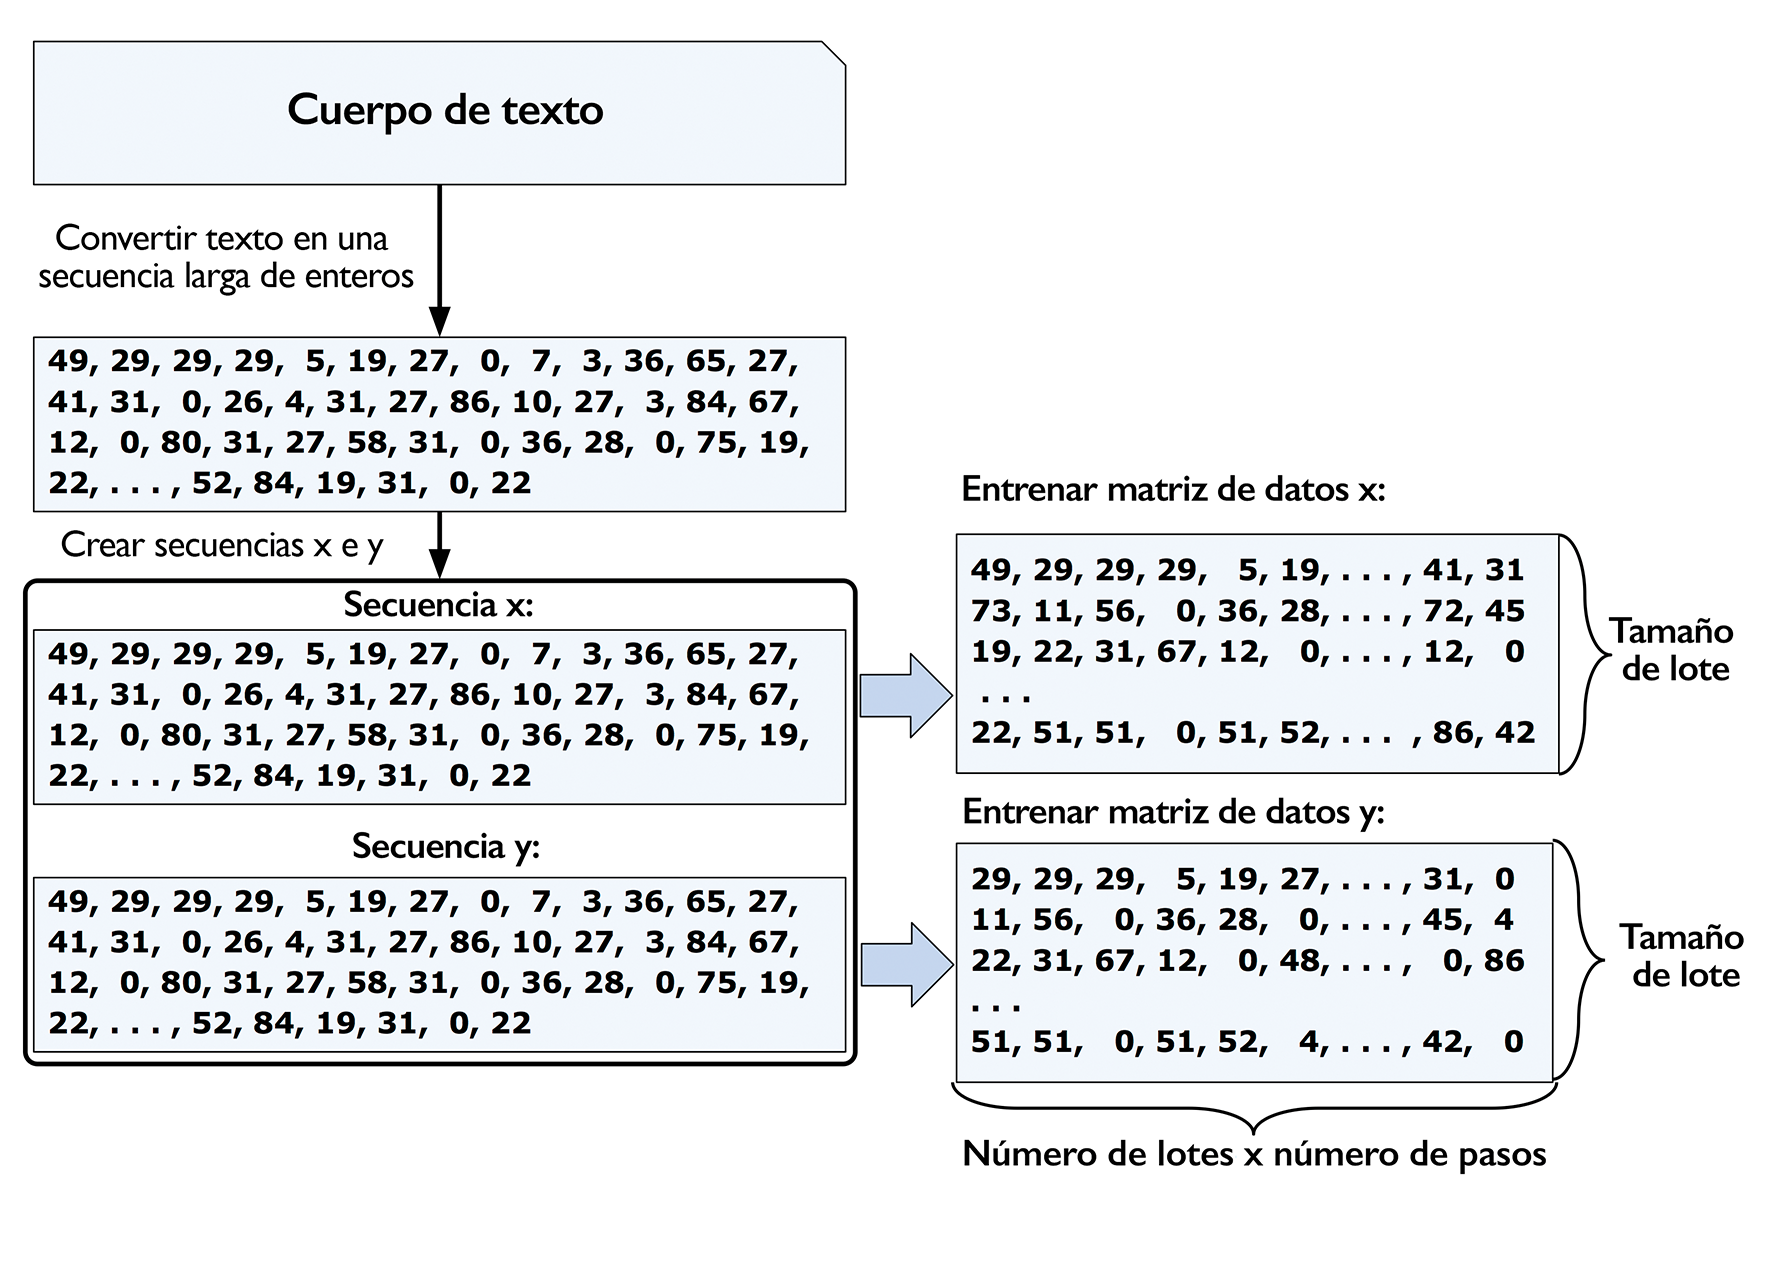 Cuerpo de texto
Convertir texto en una
secuencia larga de enteros
49, 29, 29, 29, 5, 19, 27, 0, 7, 3, 36, 65, 27,
41, 31, 0, 26, 4, 31, 27, 86, 10, 27, 3, 84, 67,
12, 0, 80, 31, 27, 58, 31, 0, 36, 28, 0, 75, 19,
22, . . . , 52, 84, 19, 31, 0, 22
Crear secuencias x e y
Secuencia x:
49, 29, 29, 29, 5, 19, 27, 0, 7, 3, 36, 65, 27,
41, 31, 0, 26, 4, 31, 27, 86, 10, 27, 3, 84, 67,
12, 0, 80, 31, 27, 58, 31, 0, 36, 28, 0, 75, 19,
22, . . . , 52, 84, 19, 31, 0, 22
Secuencia y:
49, 29, 29, 29, 5, 19, 27, 0, 7, 3, 36, 65, 27,
41, 31, 0, 26, 4, 31, 27, 86, 10, 27, 3, 84, 67,
12, 0, 80, 31, 27, 58, 31, 0, 36, 28, 0, 75, 19,
22, . . . , 52, 84, 19, 31, 0, 22
Entrenar matriz de datos x:
49, 29, 29, 29, 5, 19, . . . , 41, 31
73, 11, 56, 0, 36, 28, . . . , 72, 45
19, 22, 31, 67, 12, 0, . . . , 12, 0
. . .
22, 51, 51, 0, 51, 52, . . . , 86, 42
Tamaño
de lote
Entrenar matriz de datos y:
29, 29, 29, 5, 19, 27, . . . , 31, 0
11, 56, 0, 36, 28, 0, . . . , 45, 4
22, 31, 67, 12, 0, 48, . . . , 0, 86
. . .
51, 51, 0, 51, 52, 4, . . . , 42, 0
Tamaño
de lote
Número de lotes x número de pasos